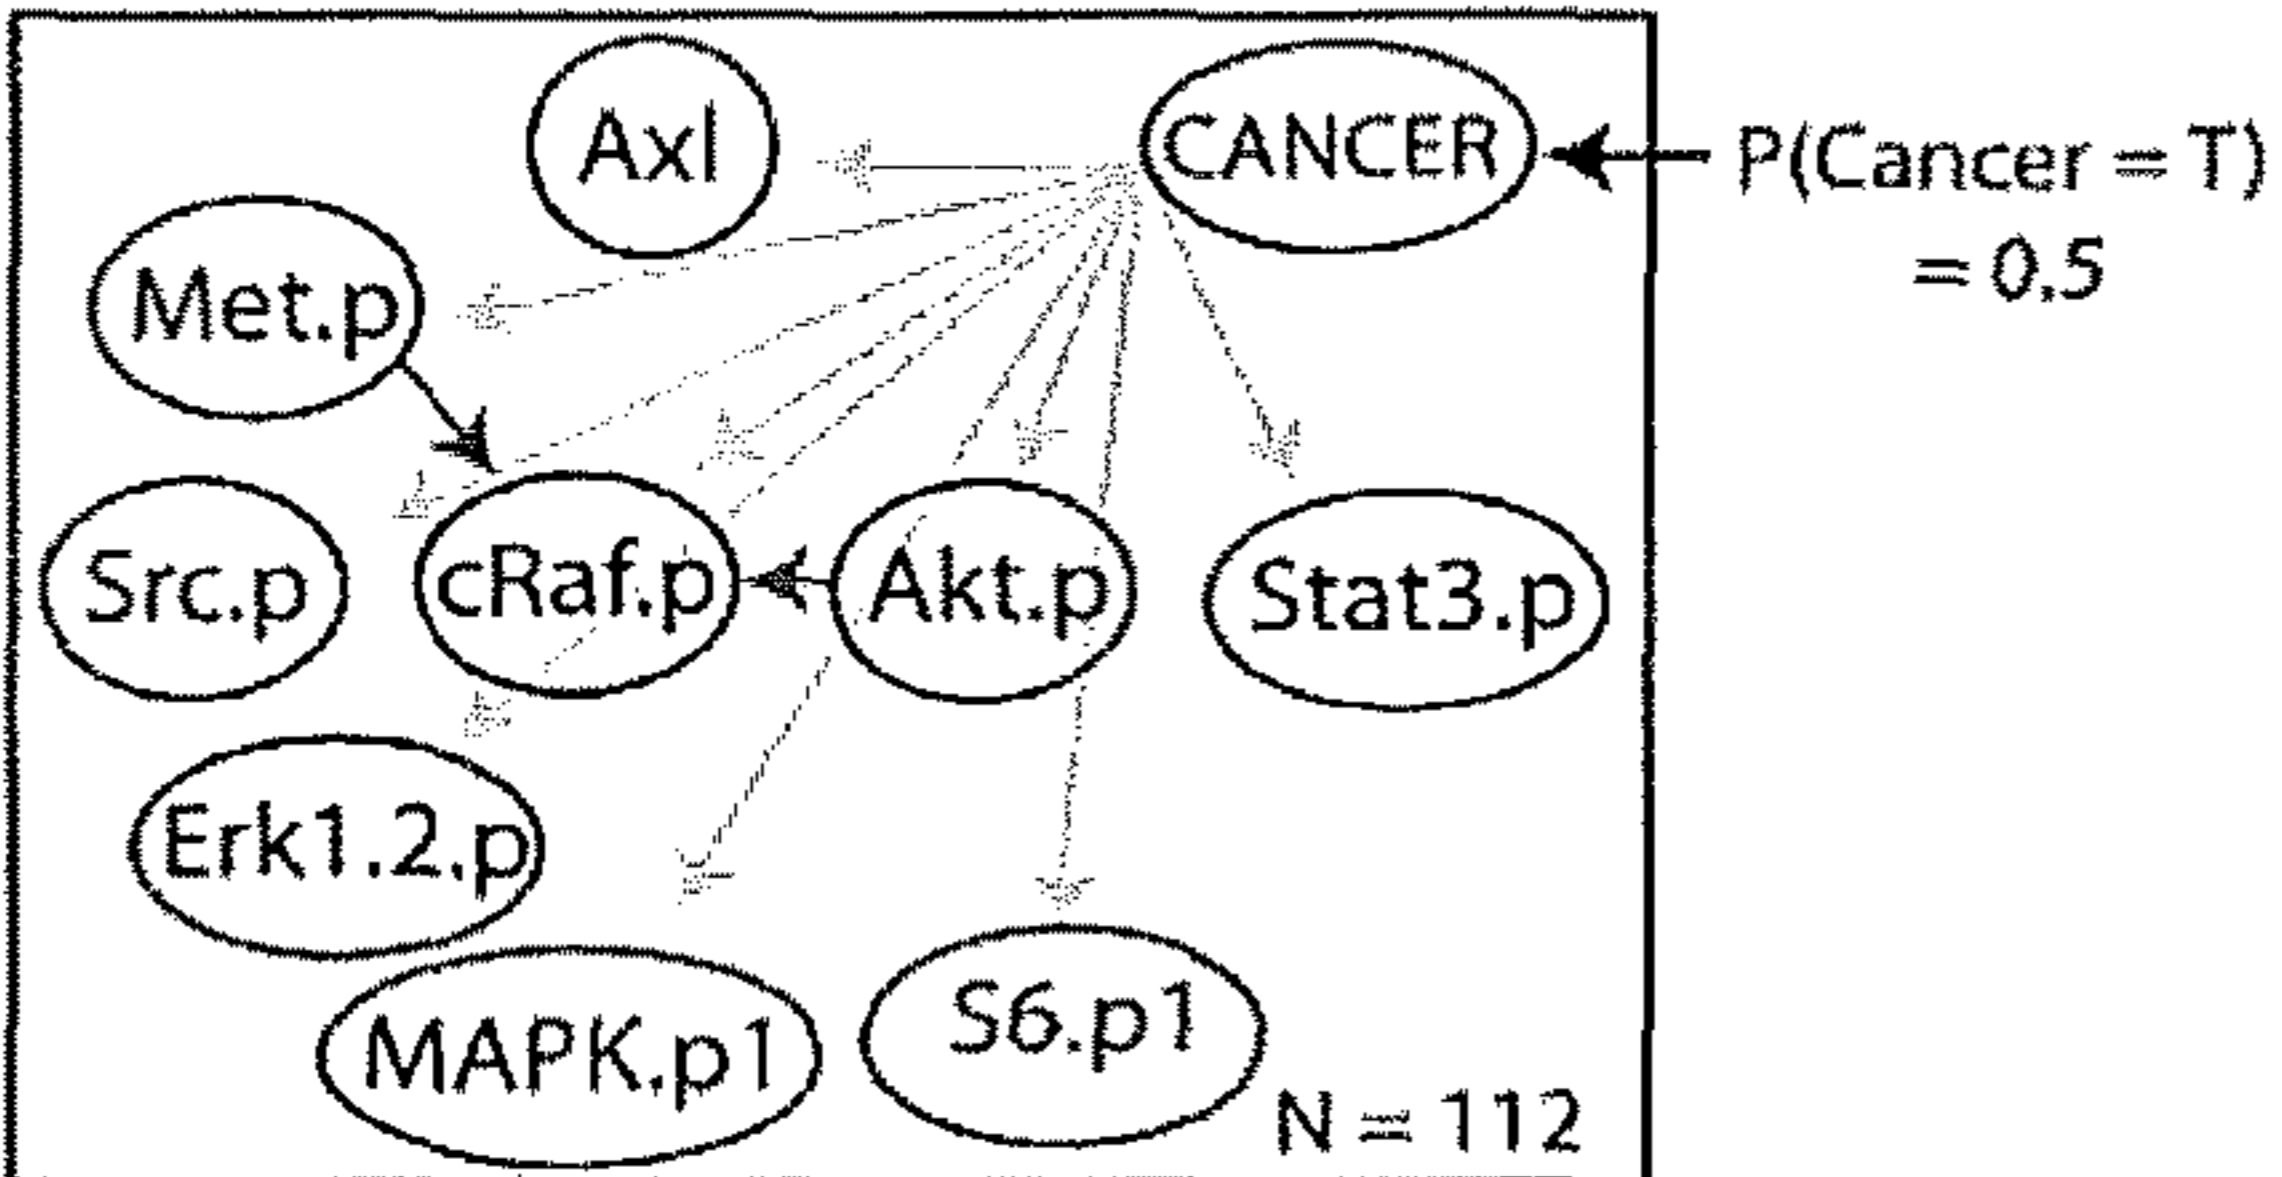 Axl
CANCER
P(Cancer = T)
= 0.5
Met.p
Src.p
cRaf.p
Akt.p
Stat3.p
Erk1.2.p
MAPK.p1
S6.p1
N = 112